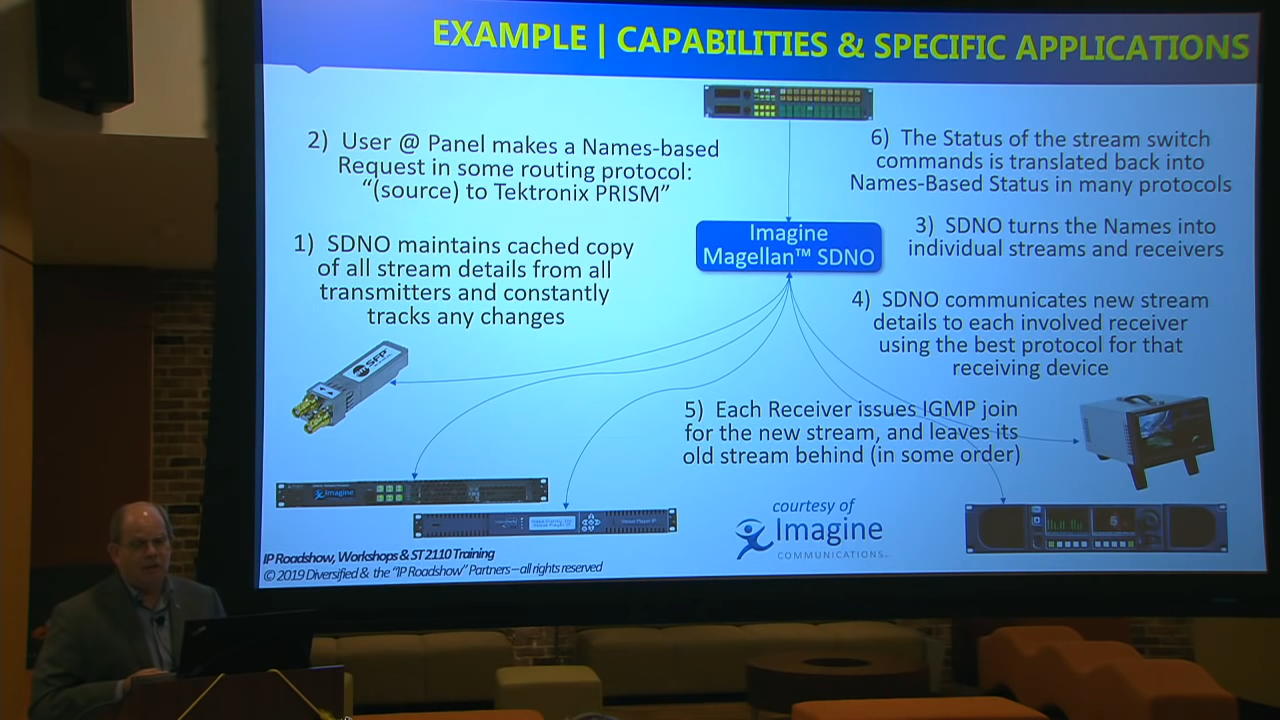 EXAMPLE | CAPABILITIES & SPECIFIC APPLICATIONS
2) User @ Panel makes a Names-based
Request in some routing protocol:
“(source) to Tektronix PRISM”
6) The Status of the stream switch
commands is translated back into
Names-Based Status in many protocols
1) SDNO maintains cached copy
of all stream details from all
transmitters and constantly
tracks any changes
Imagine
Magellan™ SDNO
3) SDNO turns the Names into
individual streams and receivers
4) SDNO communicates new stream
details to each involved receiver
using the best protocol for that
receiving device
SFP
5) Each Receiver issues IGMP join
for the new stream, and leaves its
old stream behind (in some order)
imagine
courtesy of
Imagine
COMMUNICATIONS
IP Roadshow, Workshops & ST 2110 Training
© 2019 Diversified & the “IP Roadshow” Partners – all rights reserved